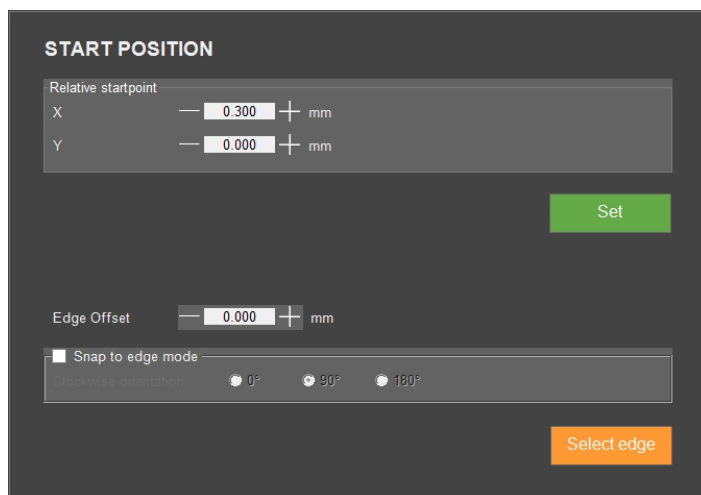 START POSITION
Relative startpoint
X 0.300 mm
Y 0.000 mm
Set
Edge Offset 0.000 mm
Snap to edge mode
Clockwise orientation 0° 90° 180°
Select edge